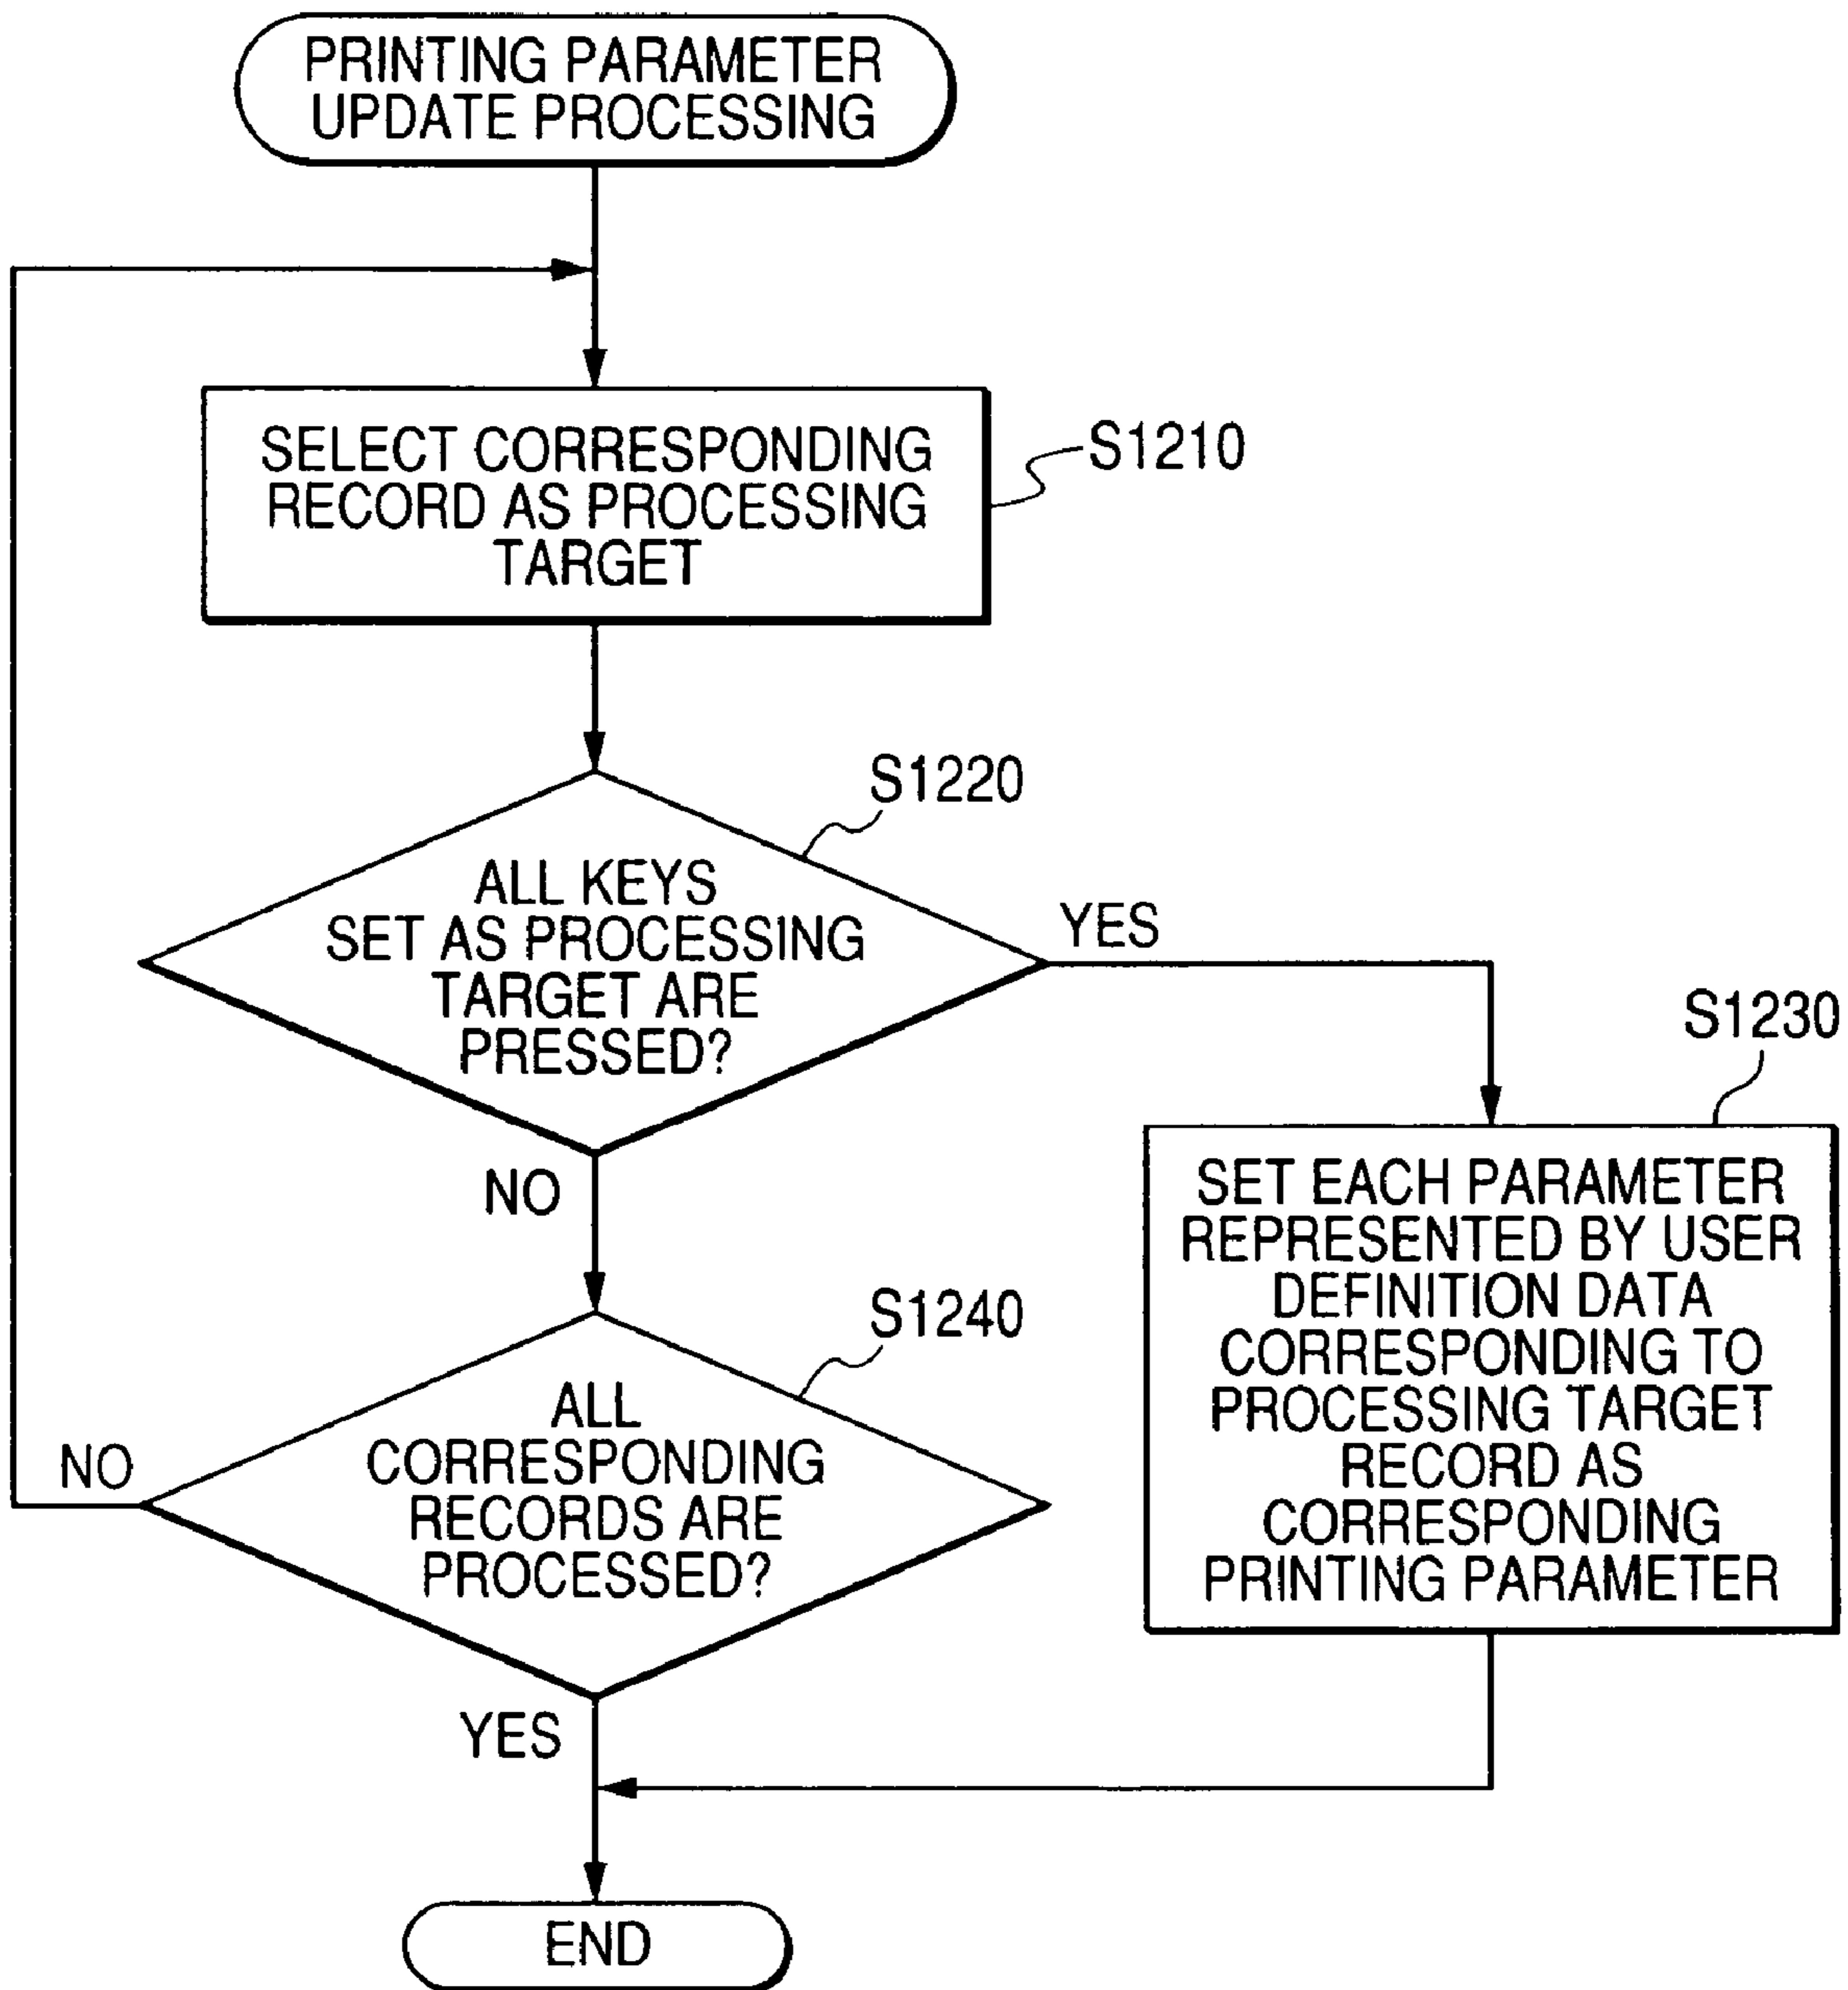 PRINTING PARAMETER
UPDATE PROCESSING
SELECT CORRESPONDING
RECORD AS PROCESSING
TARGET
S1210
S1220
ALL KEYS
SET AS PROCESSING
TARGET ARE
PRESSED?
YES
NO
S1230
SET EACH PARAMETER
REPRESENTED BY USER
DEFINITION DATA
CORRESPONDING TO
PROCESSING TARGET
RECORD AS
CORRESPONDING
PRINTING PARAMETER
S1240
ALL
CORRESPONDING
RECORDS ARE
PROCESSED?
NO
YES
END